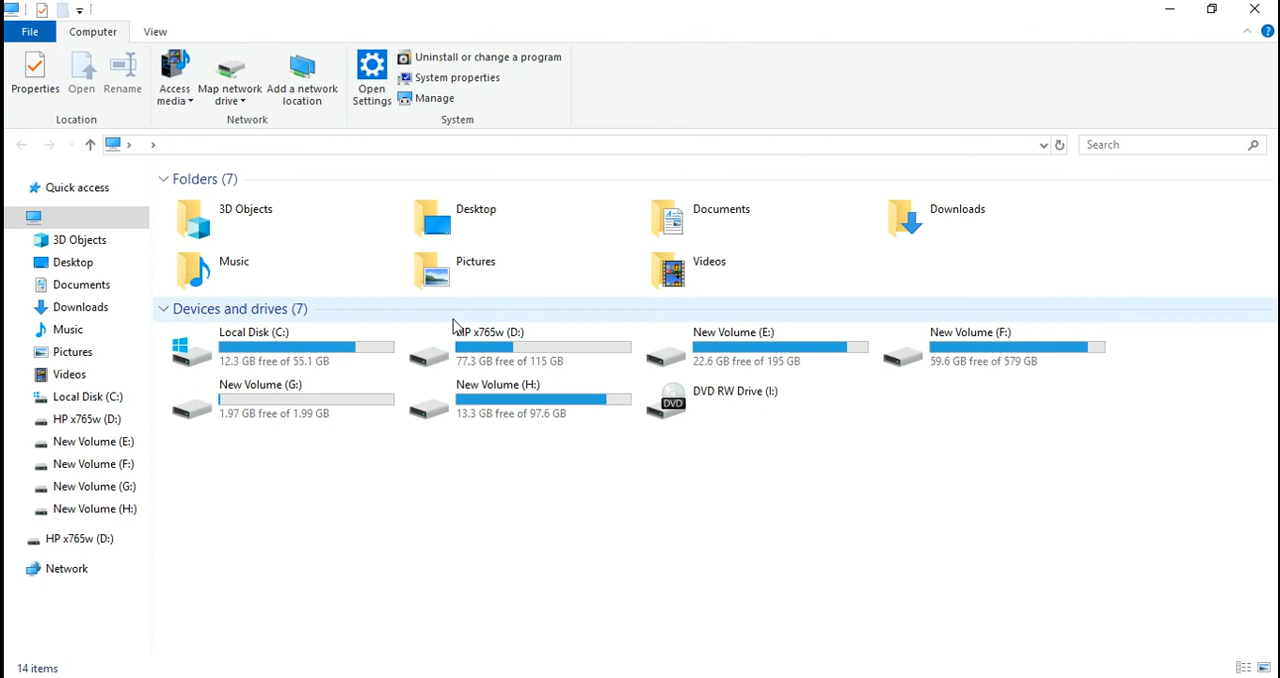 File Computer View
Uninstall or change a program
System properties
Manage
Properties Open Rename Access media Map network drive Add a network location Open Settings
Location Network System
Search
Quick access
3D Objects
Desktop
Documents
Downloads
Music
Pictures
Videos
Local Disk (C:)
HP x765w (D:)
New Volume (E:)
New Volume (F:)
New Volume (G:)
New Volume (H:)
HP x765w (D:)
Network
Folders (7)
3D Objects Desktop Documents Downloads
Music Pictures Videos
Devices and drives (7)
Local Disk (C:) HP x765w (D:) New Volume (E:) New Volume (F:)
12.3 GB free of 55.1 GB 77.3 GB free of 115 GB 22.6 GB free of 195 GB 59.6 GB free of 579 GB
New Volume (G:) New Volume (H:) DVD RW Drive (I:)
DVD
1.97 GB free of 1.99 GB 13.3 GB free of 97.6 GB
14 items